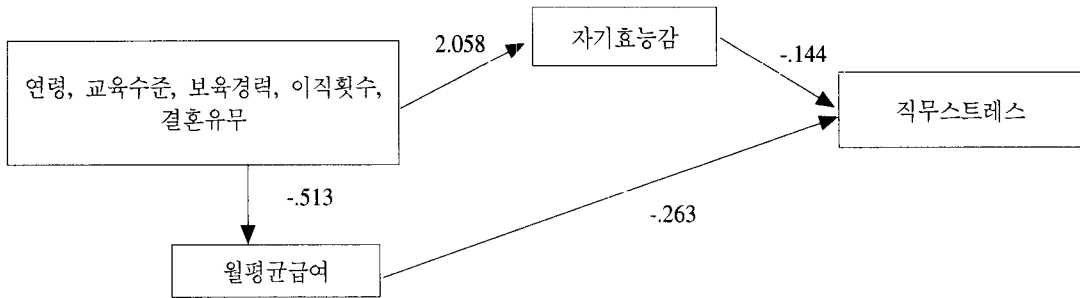 자기효능감
2.058
-.144
연령, 교육수준, 보육경력, 이직횟수,
결혼유무
직무스트레스
-.513
-.263
월평균급여